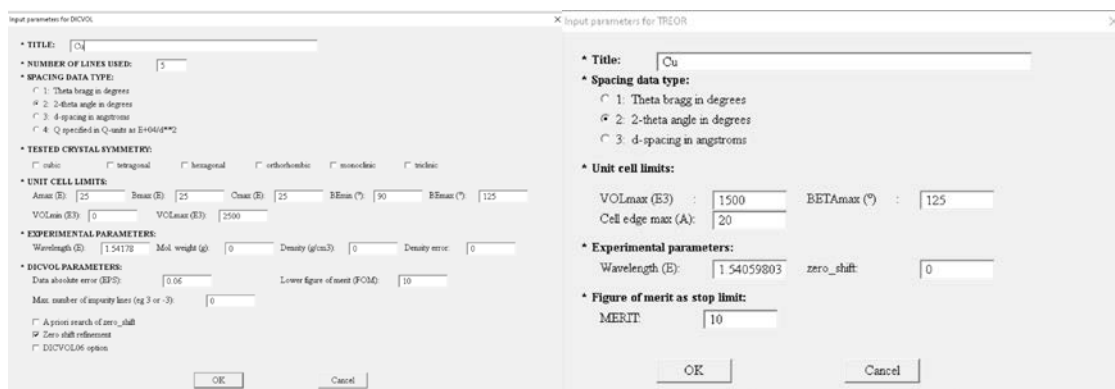 Input parameters for DICVOL
* TITLE: Cu
* NUMBER OF LINES USED: 5
* SPACING DATA TYPE:
1: Theta bragg in degrees
2: 2-theta angle in degrees
3: d-spacing in angstroms
4: Q specified in Q-units as E+04/d**2
* TESTED CRYSTAL SYMMETRY:
cubic tetragonal hexagonal orthorhombic monoclinic triclinic
* UNIT CELL LIMITS:
Amax (E): 25 Bmax (E): 25 Cmax (E): 25 BEmin (º): 90 BEmax (º): 125
VOLmin (E3): 0 VOLmax (E3): 2500
* EXPERIMENTAL PARAMETERS:
Wavelength (E): 1.54178 Mol. weight (g): 0 Density (g/cm3): 0 Density error: 0
* DICVOL PARAMETERS:
Data absolute error (EPS): 0.06 Lower figure of merit (FOM): 10
Max. number of impurity lines (eg 3 or -3): 0
A priori search of zero_shift
Zero shift refinement
DICVOL06 option
OK Cancel
Input parameters for TREOR
* Title: Cu
* Spacing data type:
1: Theta bragg in degrees
2: 2-theta angle in degrees
3: d-spacing in angstroms
* Unit cell limits:
VOLmax (E3) : 1500 BETAmax (º) : 125
Cell edge max (A): 20
* Experimental parameters:
Wavelength (E): 1.54059803 zero_shift: 0
* Figure of merit as stop limit:
MERIT: 10
OK Cancel